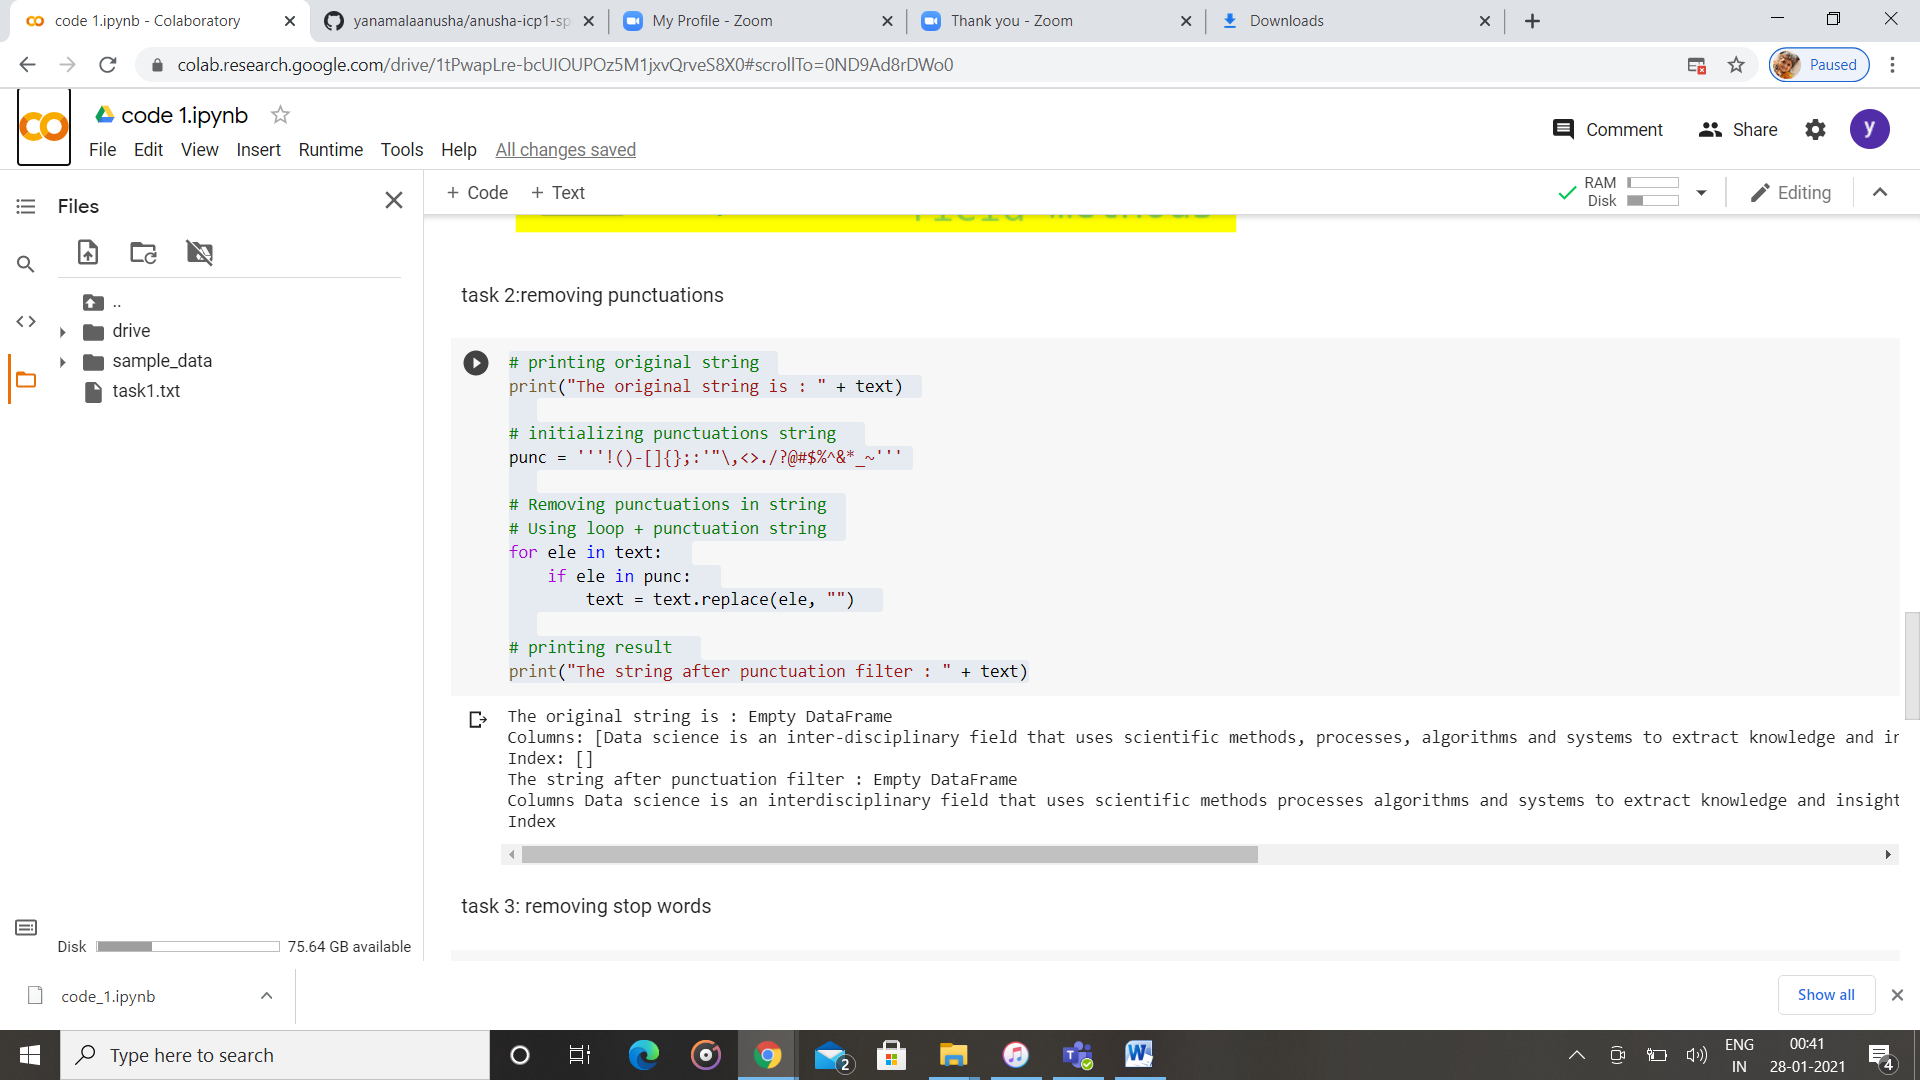 code 1.ipynb - Colaboratory
yanamalaanusha/anusha-icp1-sp
My Profile - Zoom
Thank you - Zoom
Downloads
colab.research.google.com/drive/1tPwapLre-bcUIOUPOz5M1jxvQrveS8X0#scrollTo=0ND9Ad8rDWo0
Paused
code 1.ipynb
Comment
Share
y
File Edit View Insert Runtime Tools Help All changes saved
Files
+ Code + Text
RAM
Disk
Editing
..
drive
sample_data
task1.txt
task 2:removing punctuations
# printing original string
print("The original string is : " + text)
# initializing punctuations string
punc = '''!()-[]{};:'"\,<>./?@#$%^&*_~'''
# Removing punctuations in string
# Using loop + punctuation string
for ele in text:
if ele in punc:
text = text.replace(ele, "")
# printing result
print("The string after punctuation filter : " + text)
The original string is : Empty DataFrame
Columns: [Data science is an inter-disciplinary field that uses scientific methods, processes, algorithms and systems to extract knowledge and in
Index: []
The string after punctuation filter : Empty DataFrame
Columns Data science is an interdisciplinary field that uses scientific methods processes algorithms and systems to extract knowledge and insight
Index
task 3: removing stop words
Disk
75.64 GB available
code_1.ipynb
Show all
Type here to search
2
ENG
IN
00:41
28-01-2021
4